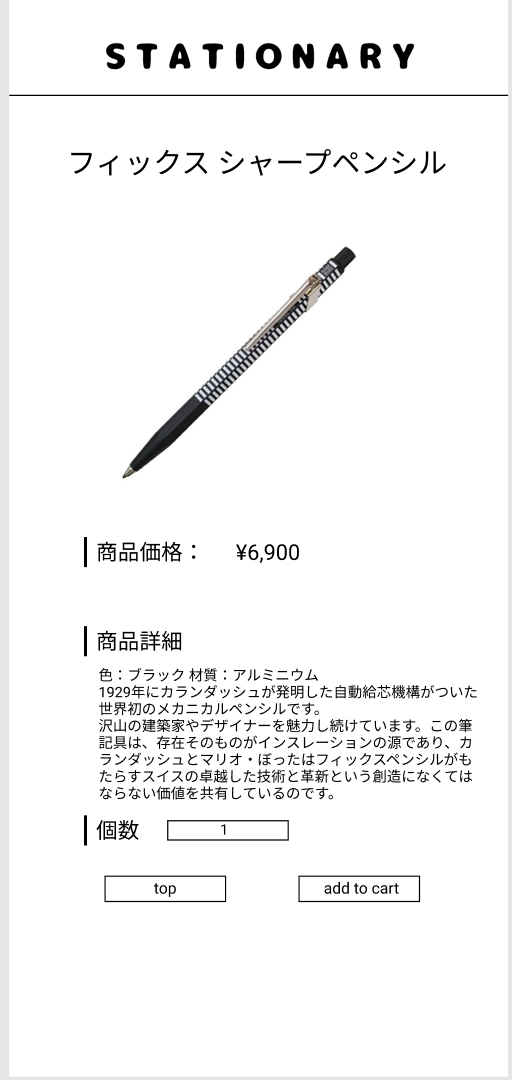 STATIONARY
フィックス シャープペンシル
商品価格： ¥6,900
商品詳細
色：ブラック 材質：アルミニウム
1929年にカランダッシュが発明した自動給芯機構がついた
世界初のメカニカルペンシルです。
沢山の建築家やデザイナーを魅力し続けています。この筆
記具は、存在そのものがインスレーションの源であり、カ
ランダッシュとマリオ・ぼったはフィックスペンシルがも
たらすスイスの卓越した技術と革新という創造になくては
ならない価値を共有しているのです。
個数 1
top add to cart